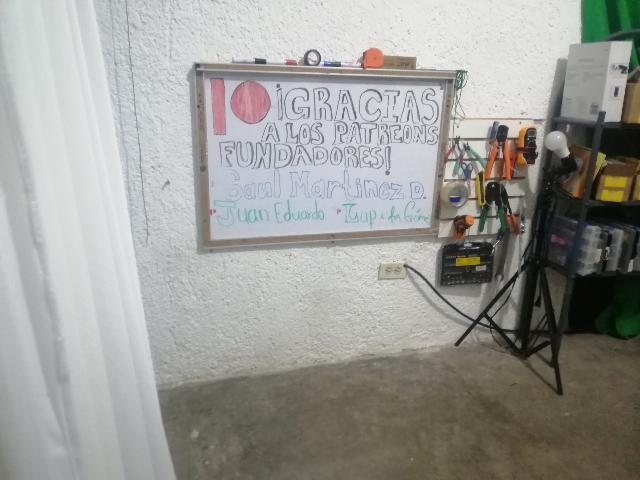 ¡GRACIAS
A LOS PATREONS
FUNDADORES!
Saul Martinez D.
Juan Eduardo